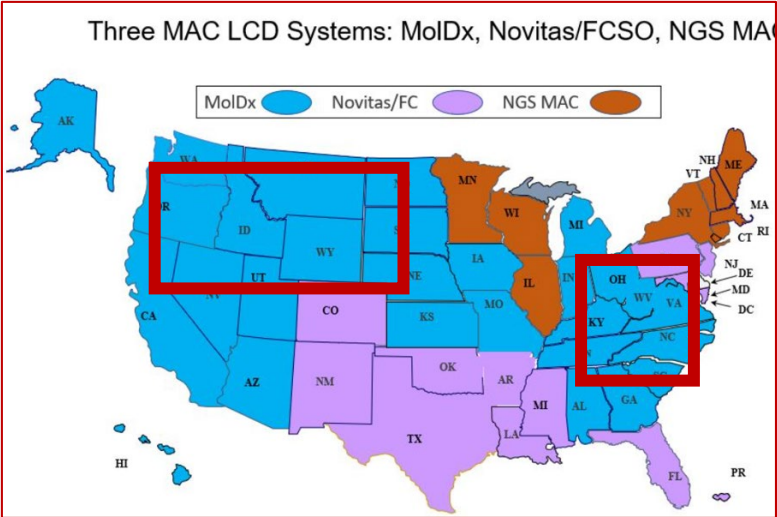 Three MAC LCD Systems: MolDx, Novitas/FCSO, NGS MAC
MolDx Novitas/FC NGS MAC
AK
WA
MN
NH
VT
ME
OR
ID
WI
MI
NY
MA
CT RI
WY
IA
NJ
UT
NE
IL
IN
OH
DE
NV
WV
VA
MD
CO
MO
DC
CA
KS
KY
NC
OK
AZ
NM
AR
MI
AL
GA
TX
LA
HI
FL
PR